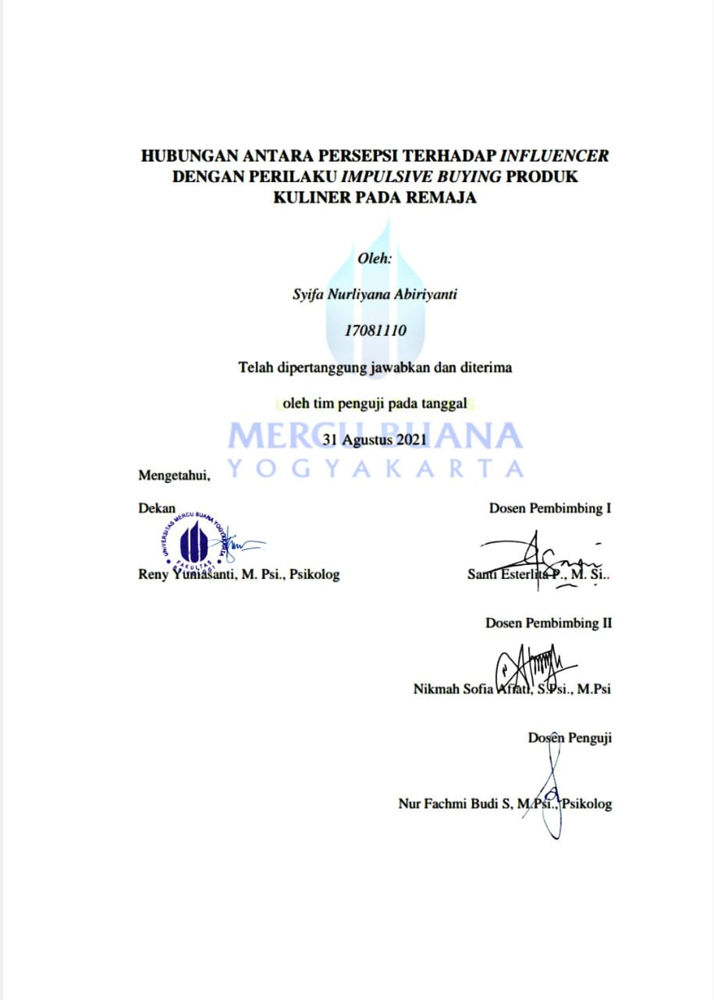 HUBUNGAN ANTARA PERSEPSI TERHADAP INFLUENCER
DENGAN PERILAKU IMPULSIVE BUYING PRODUK
KULINER PADA REMAJA
Oleh:
Syifa Nurliyana Abiriyanti
17081110
Telah dipertanggung jawabkan dan diterima
oleh tim penguji pada tanggal
31 Agustus 2021
MERCU BUANA
YOGYAKARTA
Mengetahui,
Dekan
Dosen Pembimbing I
UNIVERSITAS MERCU BUANA YOGYAKARTA
FAKULTAS
Reny Yuniasanti, M. Psi., Psikolog
Santi Esterlita P., M. Si..
Dosen Pembimbing II
Nikmah Sofia Afiati, S.Psi., M.Psi
Dosen Penguji
Nur Fachmi Budi S, M.Psi., Psikolog